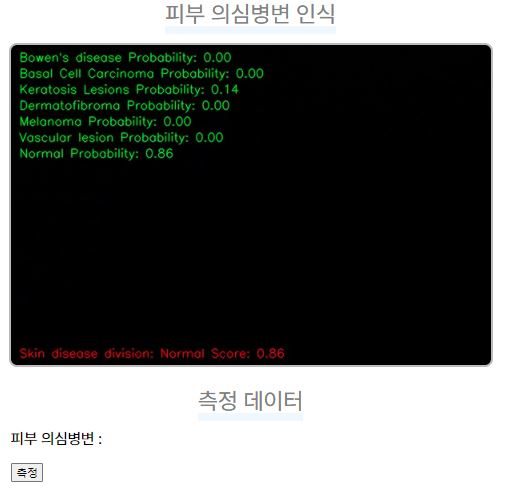 피부 의심병변 인식
Bowen's disease Probability: 0.00
Basal Cell Carcinoma Probability: 0.00
Keratosis Lesions Probability: 0.14
Dermatofibroma Probability: 0.00
Melanoma Probability: 0.00
Vascular lesion Probability: 0.00
Normal Probability: 0.86
Skin disease division: Normal Score: 0.86
측정 데이터
피부 의심병변 :
측정